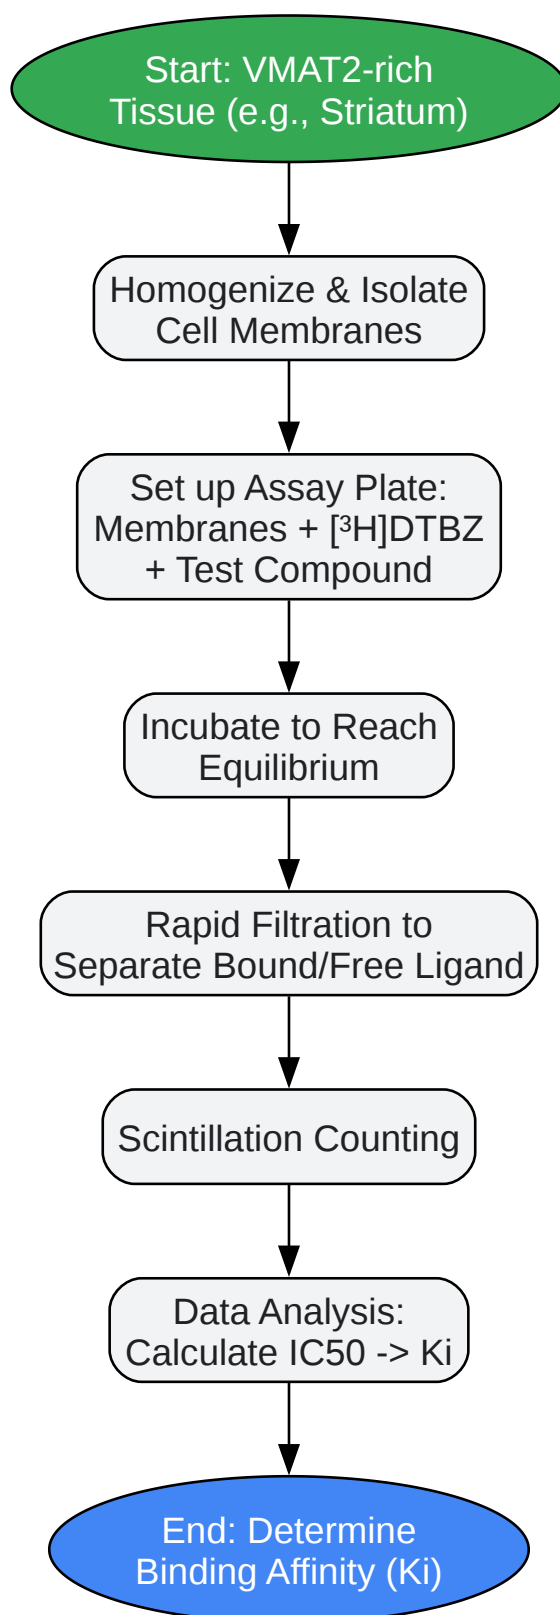 Start: VMAT2-rich
Tissue (e.g., Striatum)
Homogenize & Isolate
Cell Membranes
Set up Assay Plate:
Membranes + [³H]DTBZ
+ Test Compound
Incubate to Reach
Equilibrium
Rapid Filtration to
Separate Bound/Free Ligand
Scintillation Counting
Data Analysis:
Calculate IC50 -> Ki
End: Determine
Binding Affinity (Ki)